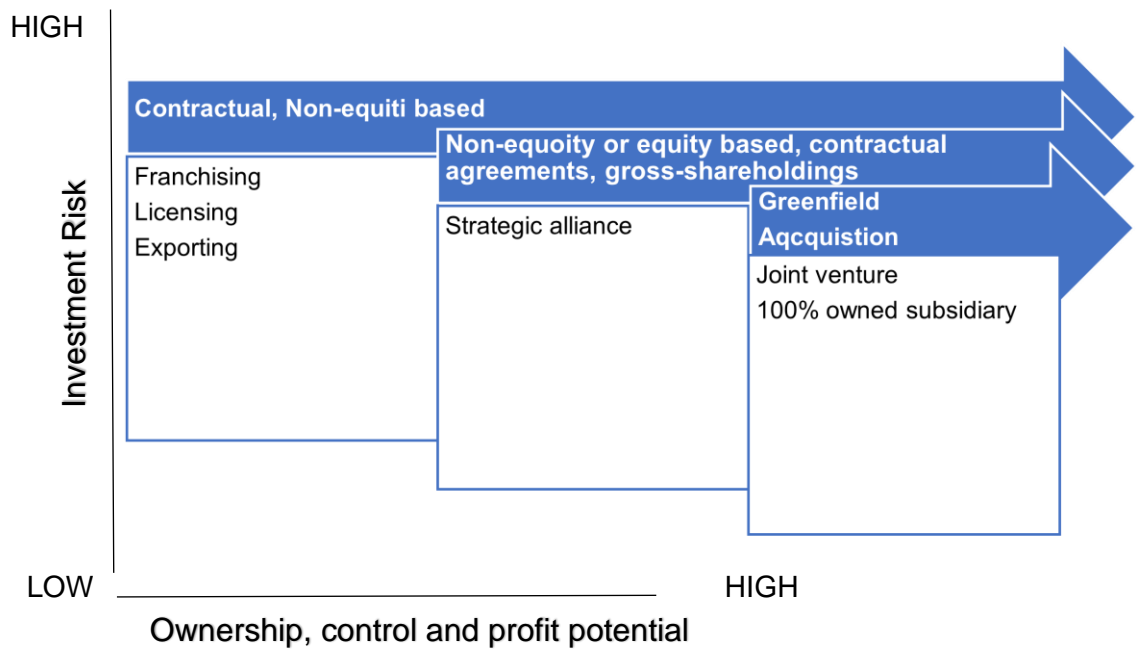 HIGH
Contractual, Non-equiti based
Franchising
Licensing
Exporting
Non-equoity or equity based, contractual
agreements, gross-shareholdings
Strategic alliance
Greenfield
Aqcquistion
Joint venture
100% owned subsidiary
Investment Risk
LOW
HIGH
Ownership, control and profit potential